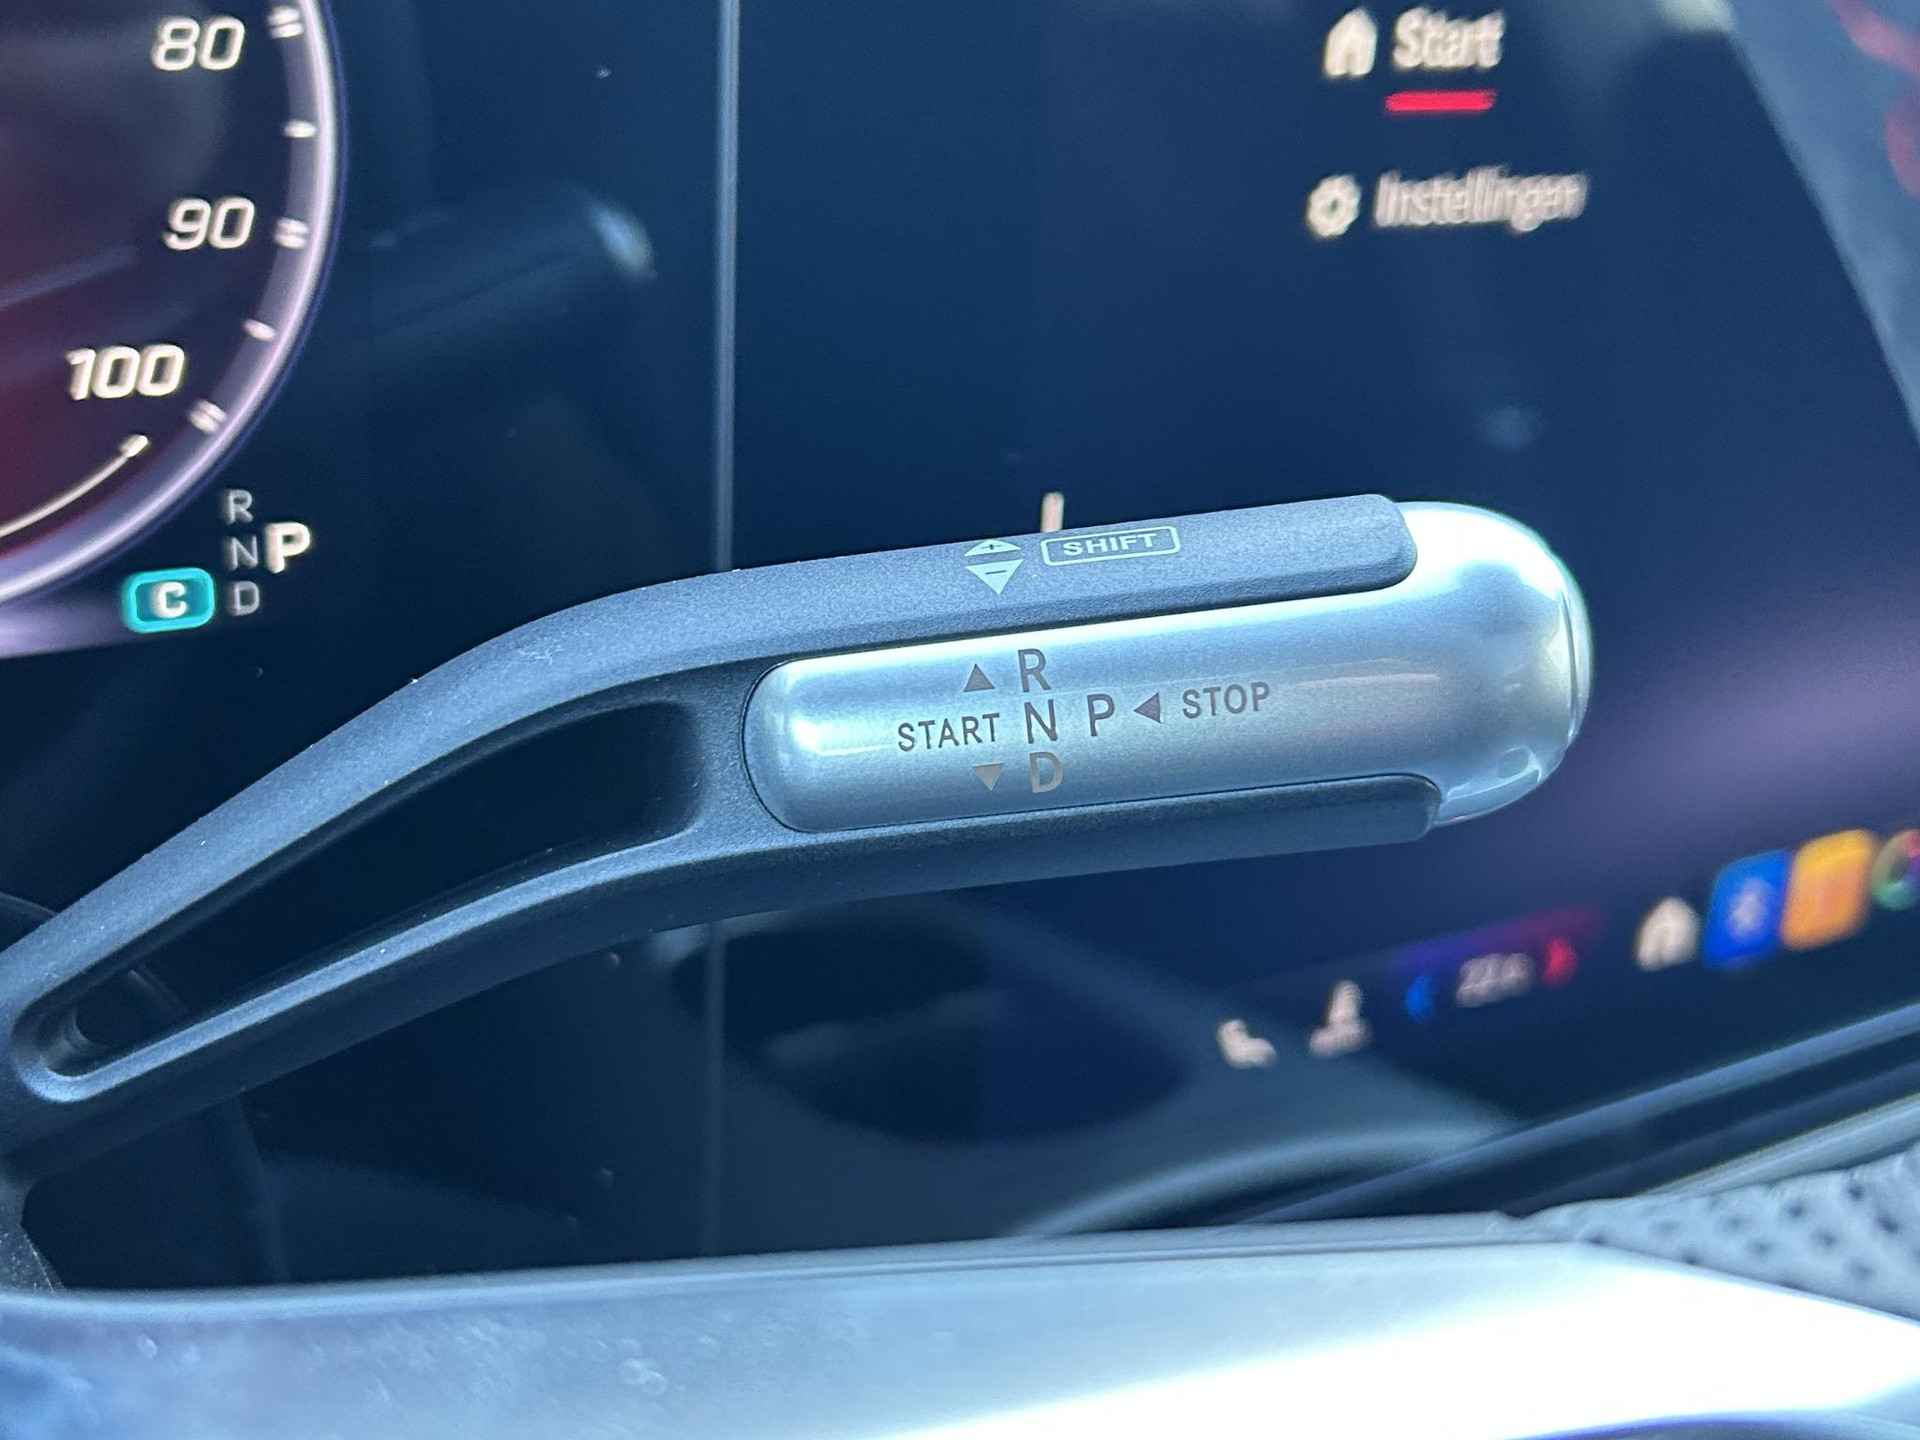 80
90
100
R
N P
C D
Start
Instellingen
+
− SHIFT
R
START N P STOP
D